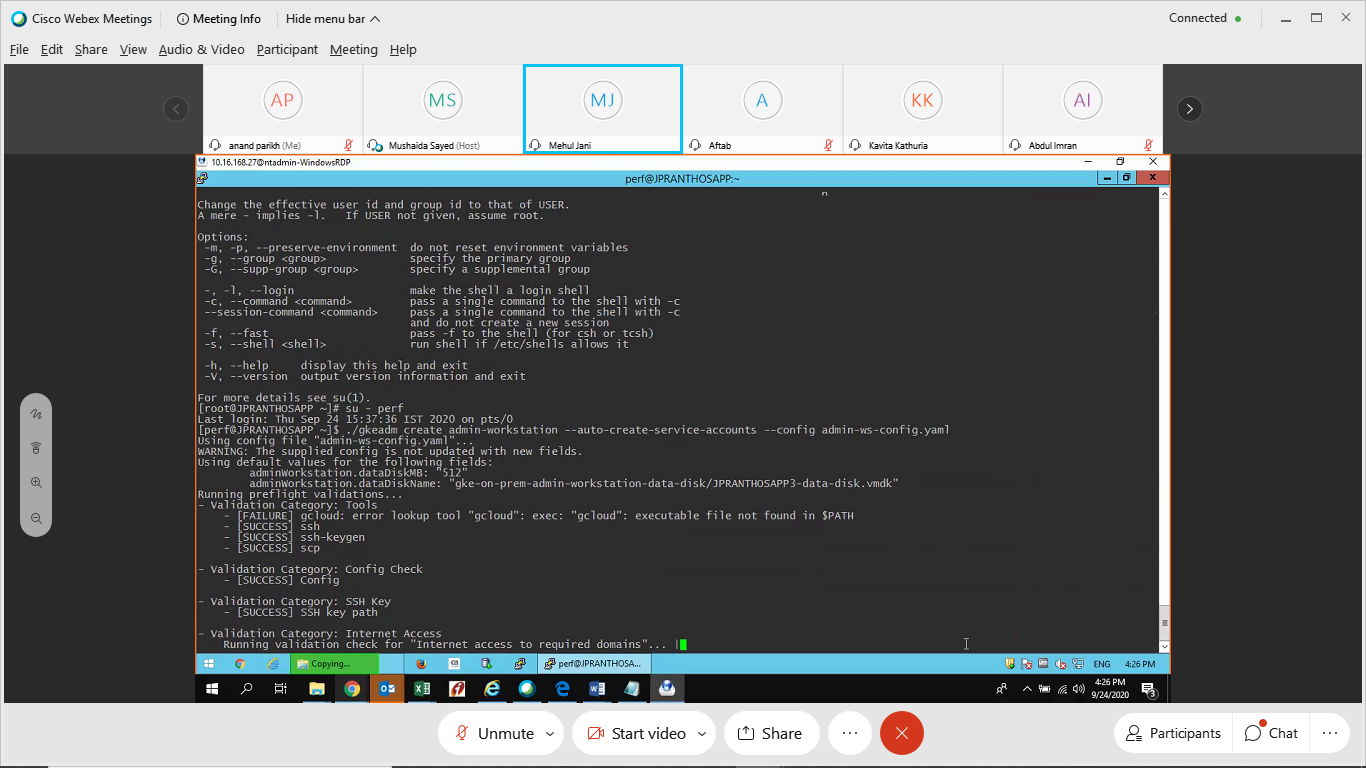 Cisco Webex Meetings
Meeting Info
Hide menu bar
Connected
File Edit Share View Audio & Video Participant Meeting Help
AP MS MJ A KK AI
anand parikh (Me) Mushaida Sayed (Host) Mehul Jani Aftab Kavita Kathuria Abdul Imran
10.16.168.27@ntadmin-WindowsRDP
perf@JPRANTHOSAPP:~
Change the effective user id and group id to that of USER.
A mere - implies -l.   If USER not given, assume root.
Options:
-m, -p, --preserve-environment  do not reset environment variables
-g, --group <group>             specify the primary group
-G, --supp-group <group>        specify a supplemental group
-, -l, --login                  make the shell a login shell
-c, --command <command>         pass a single command to the shell with -c
--session-command <command>     pass a single command to the shell with -c
and do not create a new session
-f, --fast                      pass -f to the shell (for csh or tcsh)
-s, --shell <shell>             run shell if /etc/shells allows it
-h, --help     display this help and exit
-V, --version  output version information and exit
For more details see su(1).
[root@JPRANTHOSAPP ~]# su - perf
Last login: Thu Sep 24 15:37:36 IST 2020 on pts/0
[perf@JPRANTHOSAPP ~]$ ./gkeadm create admin-workstation --auto-create-service-accounts --config admin-ws-config.yaml
Using config file "admin-ws-config.yaml"...
WARNING: The supplied config is not updated with new fields.
Using default values for the following fields:
adminWorkstation.dataDiskMB: "512"
adminWorkstation.dataDiskName: "gke-on-prem-admin-workstation-data-disk/JPRANTHOSAPP3-data-disk.vmdk"
Running preflight validations...
- Validation Category: Tools
- [FAILURE] gcloud: error lookup tool "gcloud": exec: "gcloud": executable file not found in $PATH
- [SUCCESS] ssh
- [SUCCESS] ssh-keygen
- [SUCCESS] scp
- Validation Category: Config Check
- [SUCCESS] Config
- Validation Category: SSH Key
- [SUCCESS] SSH key path
- Validation Category: Internet Access
Running validation check for "Internet access to required domains"... |
Copying... perf@JPRANTHOSA... ENG 4:26 PM
4:26 PM
9/24/2020
3
Unmute Start video Share Participants Chat